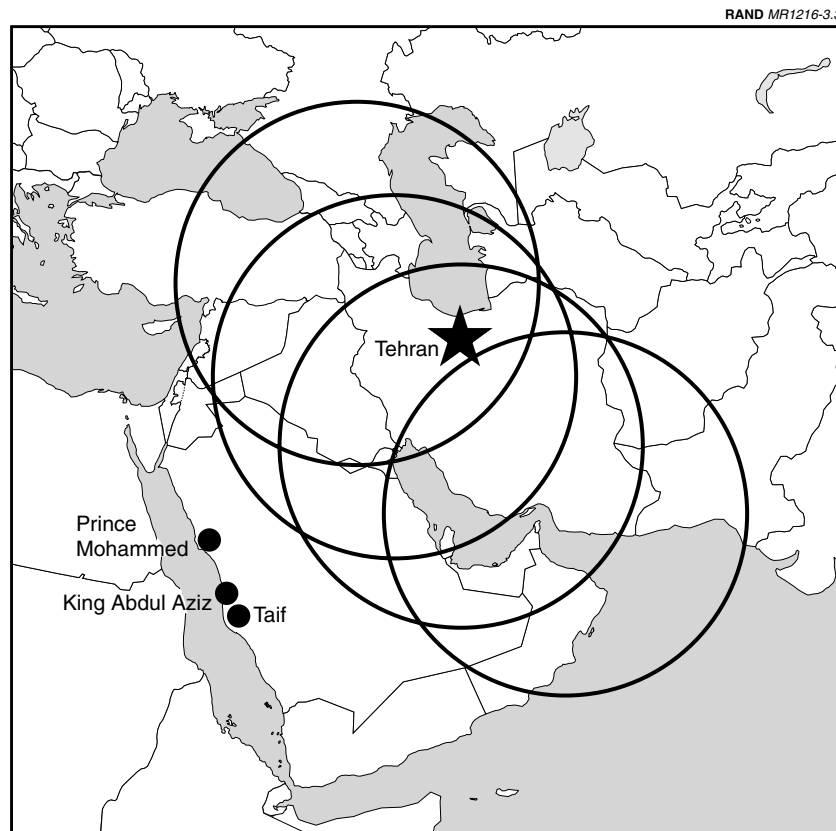 RAND MR1216-3.3
Tehran
Prince
Mohammed
King Abdul Aziz
Taif